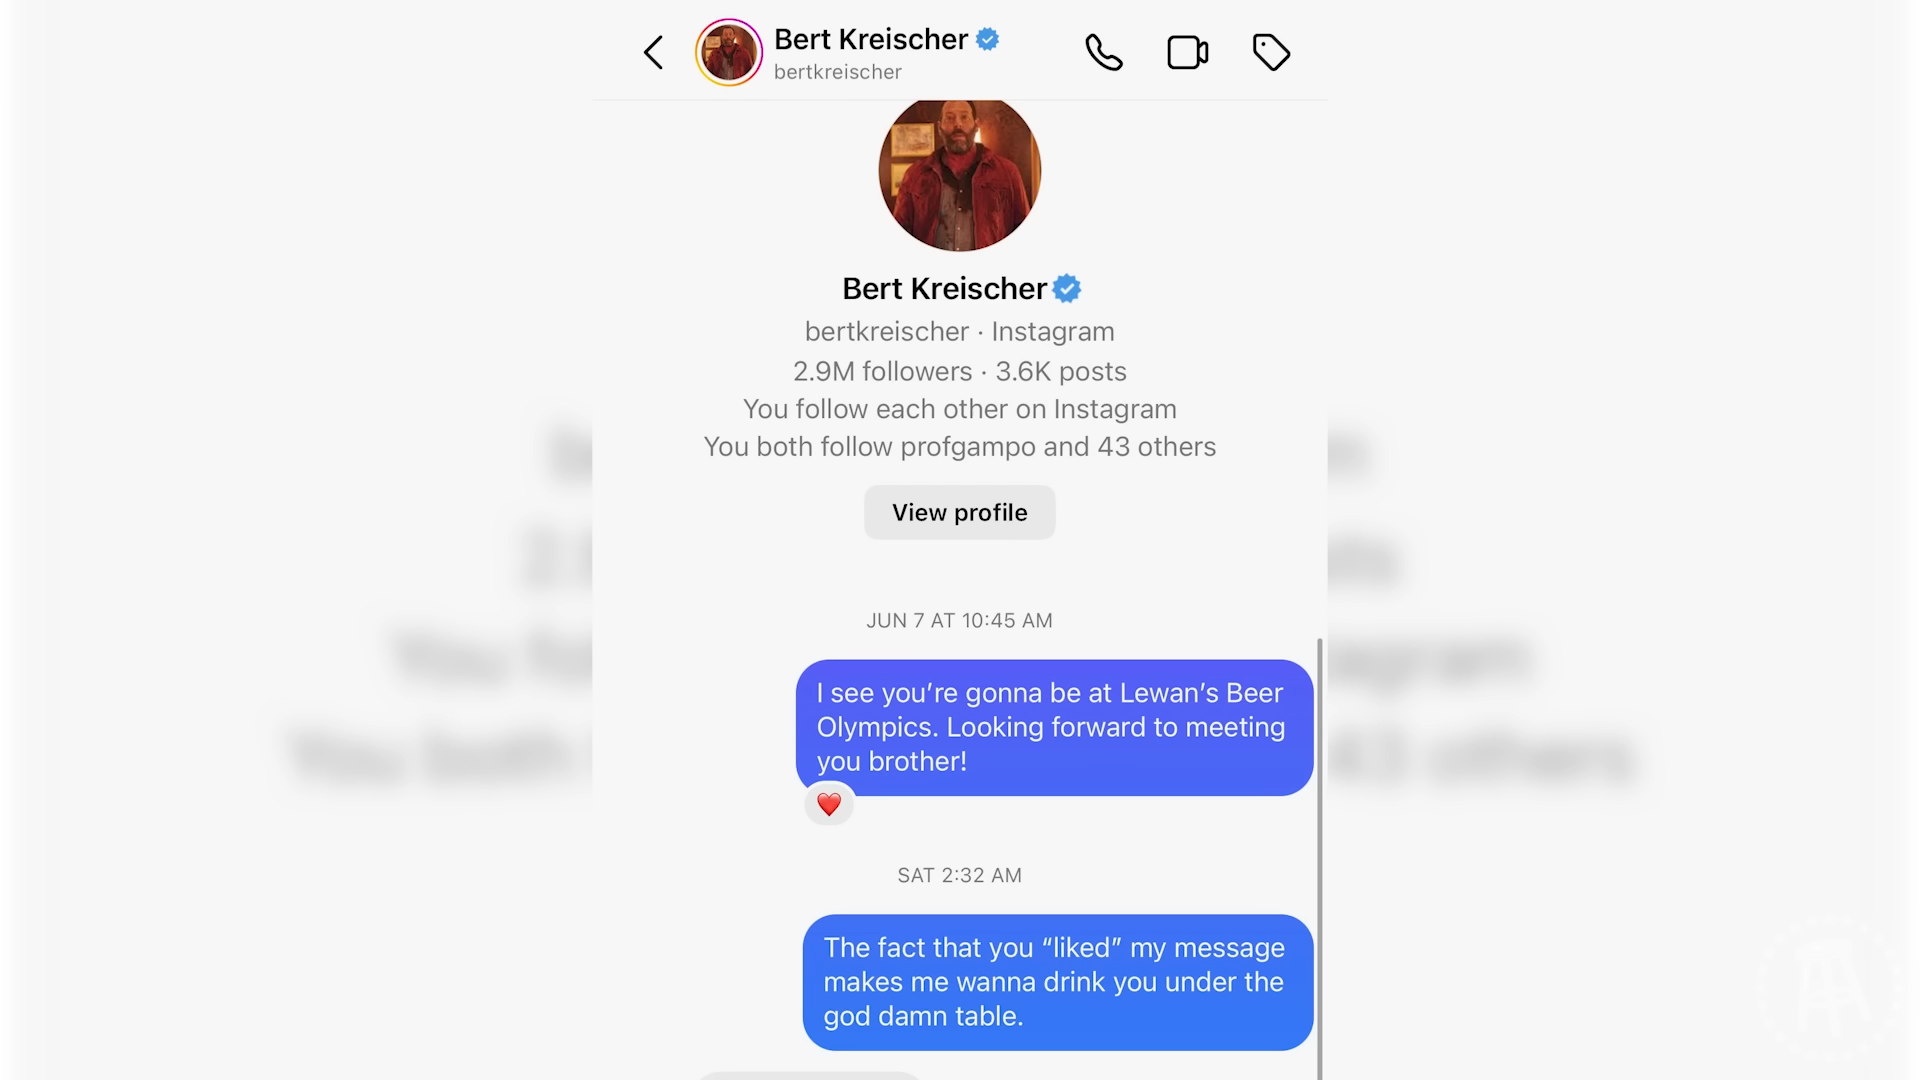 Bert Kreischer
bertkreischer
Bert Kreischer
bertkreischer · Instagram
2.9M followers · 3.6K posts
You follow each other on Instagram
You both follow profgampo and 43 others
View profile
JUN 7 AT 10:45 AM
I see you’re gonna be at Lewan’s Beer
Olympics. Looking forward to meeting
you brother!
SAT 2:32 AM
The fact that you “liked” my message
makes me wanna drink you under the
god damn table.